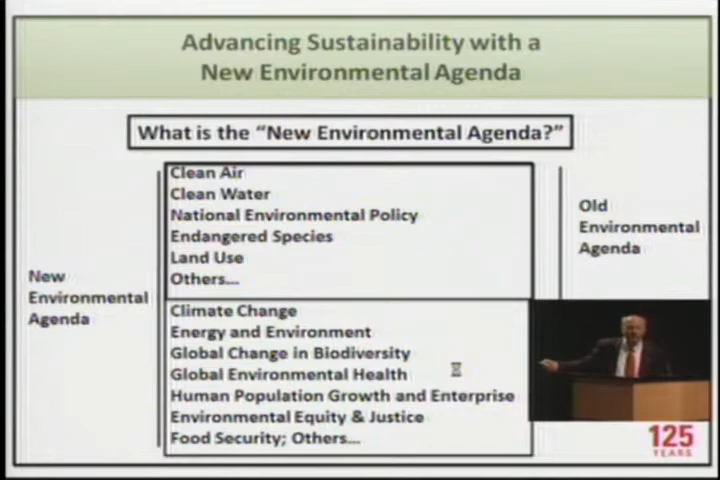 Advancing Sustainability with a
New Environmental Agenda
What is the “New Environmental Agenda?”
Clean Air
Clean Water
National Environmental Policy
Endangered Species
Land Use
Others...
Old
Environmental
Agenda
New
Environmental
Agenda
Climate Change
Energy and Environment
Global Change in Biodiversity
Global Environmental Health
Human Population Growth and Enterprise
Environmental Equity & Justice
Food Security; Others...
125
YEARS